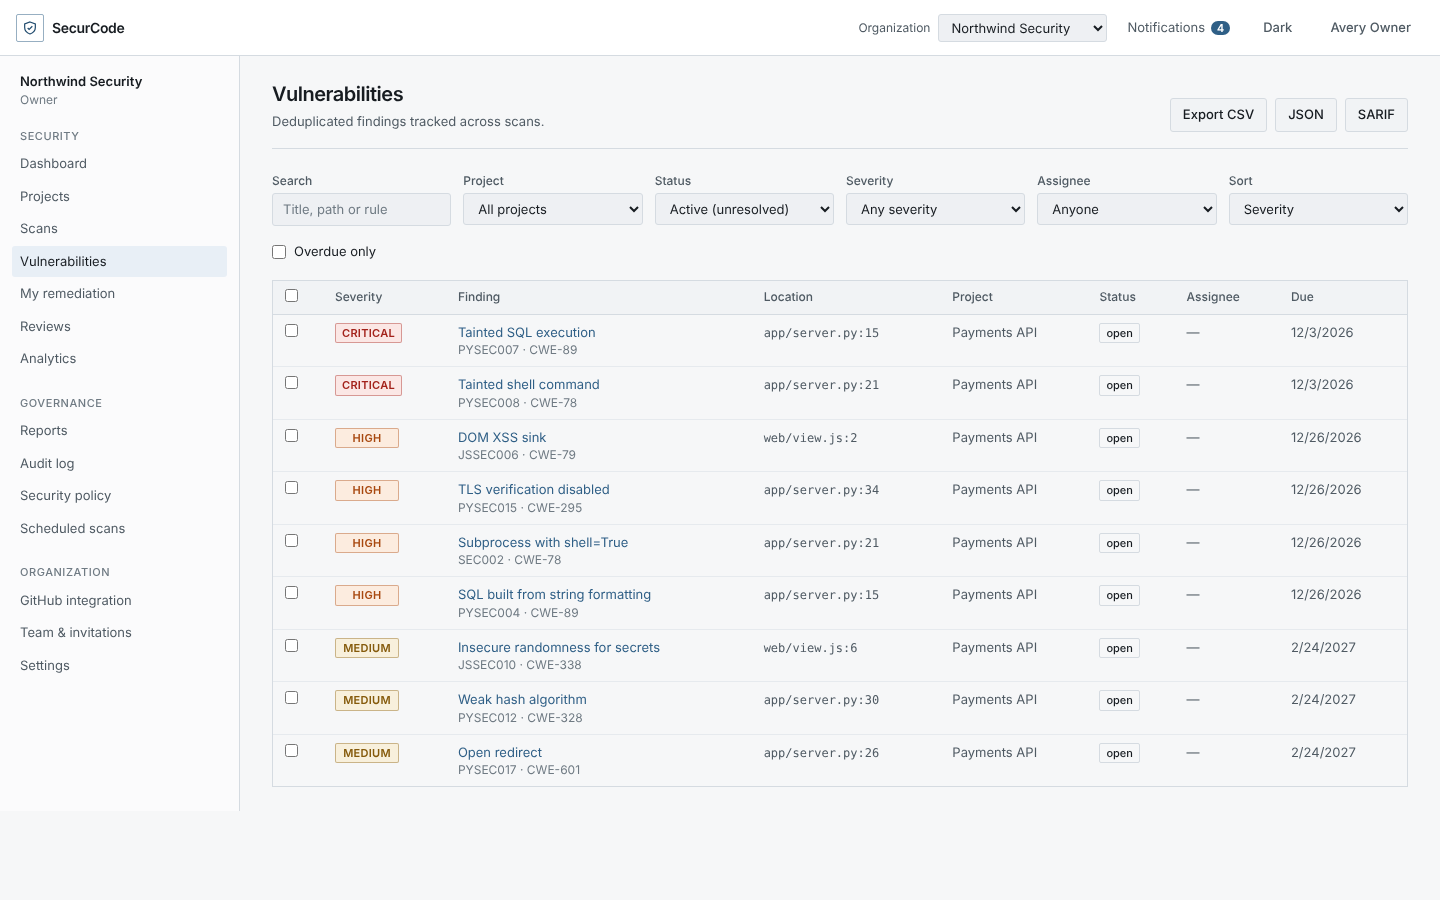 SecurCode
Organization Northwind Security Notifications 4 Dark Avery Owner
Northwind Security
Owner
SECURITY
Dashboard
Projects
Scans
Vulnerabilities
My remediation
Reviews
Analytics
GOVERNANCE
Reports
Audit log
Security policy
Scheduled scans
ORGANIZATION
GitHub integration
Team & invitations
Settings
Vulnerabilities
Deduplicated findings tracked across scans.
Export CSV JSON SARIF
Search Project Status Severity Assignee Sort
Title, path or rule All projects Active (unresolved) Any severity Anyone Severity
Overdue only
Severity Finding Location Project Status Assignee Due
CRITICAL Tainted SQL execution app/server.py:15 Payments API open — 12/3/2026
PYSEC007 · CWE-89
CRITICAL Tainted shell command app/server.py:21 Payments API open — 12/3/2026
PYSEC008 · CWE-78
HIGH DOM XSS sink web/view.js:2 Payments API open — 12/26/2026
JSSEC006 · CWE-79
HIGH TLS verification disabled app/server.py:34 Payments API open — 12/26/2026
PYSEC015 · CWE-295
HIGH Subprocess with shell=True app/server.py:21 Payments API open — 12/26/2026
SEC002 · CWE-78
HIGH SQL built from string formatting app/server.py:15 Payments API open — 12/26/2026
PYSEC004 · CWE-89
MEDIUM Insecure randomness for secrets web/view.js:6 Payments API open — 2/24/2027
JSSEC010 · CWE-338
MEDIUM Weak hash algorithm app/server.py:30 Payments API open — 2/24/2027
PYSEC012 · CWE-328
MEDIUM Open redirect app/server.py:26 Payments API open — 2/24/2027
PYSEC017 · CWE-601